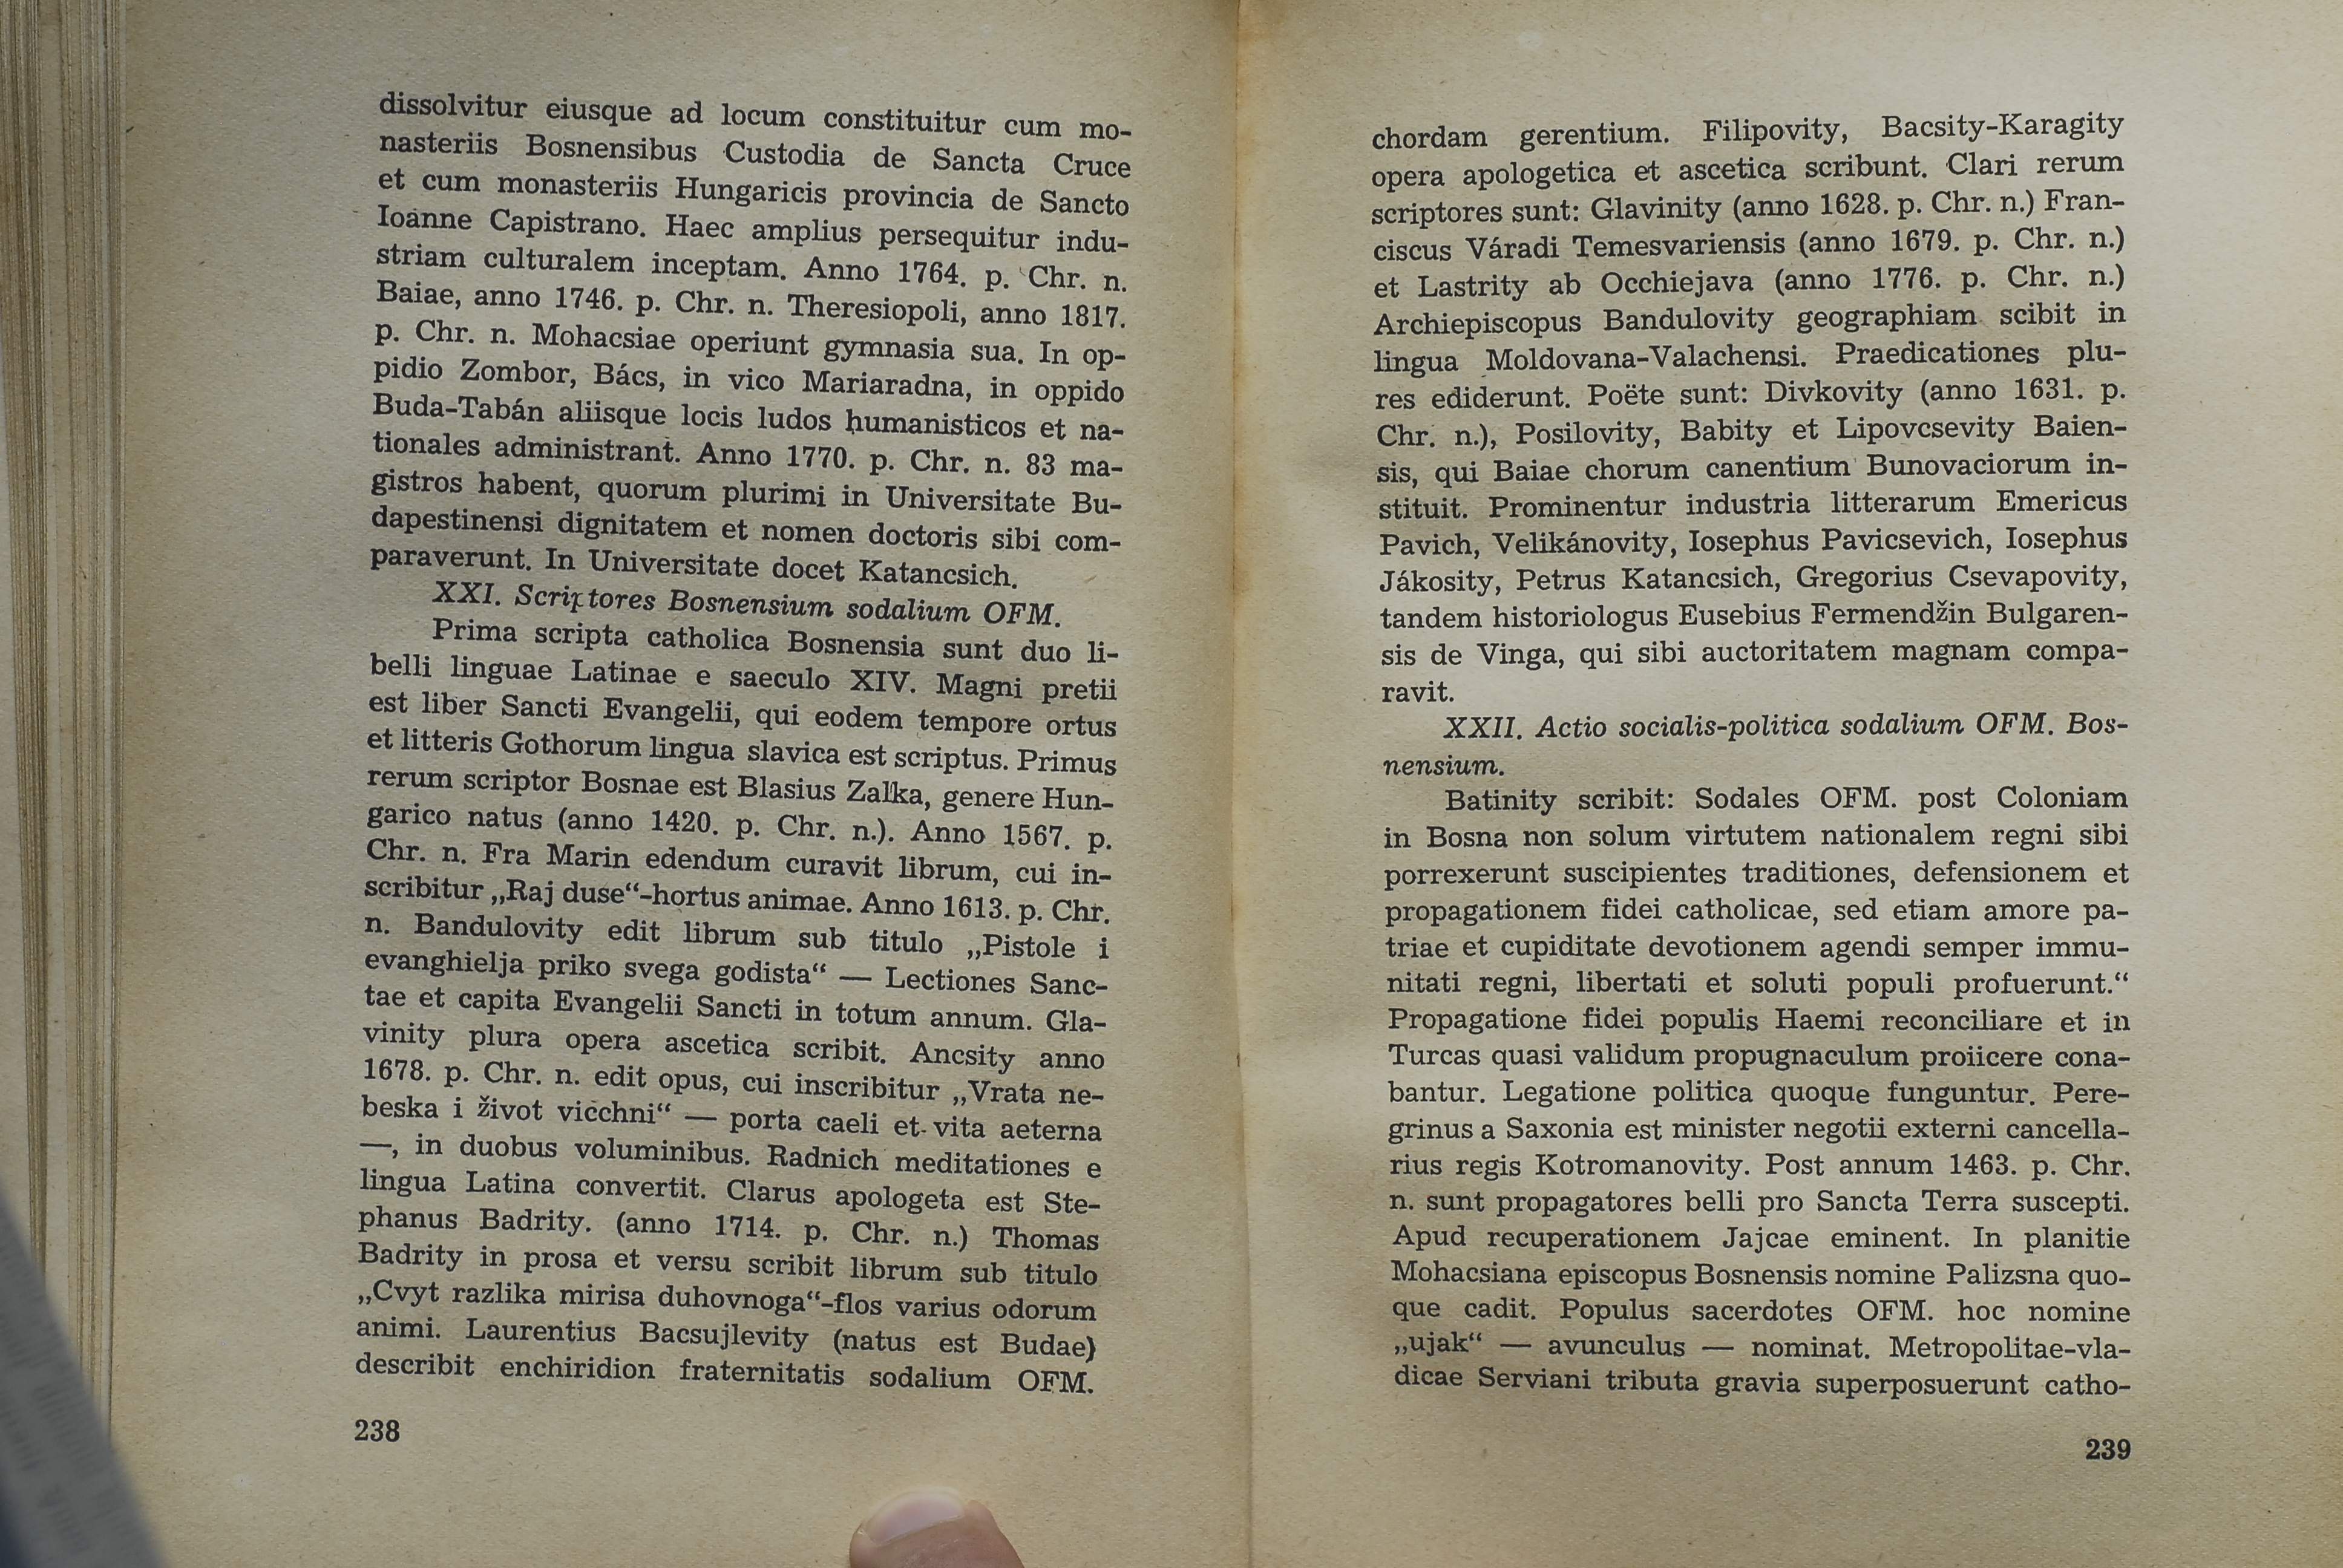 dissolvitur eiusque ad locum constituitur cum mo-
nasteriis Bosnensibus Custodia de Sancta Cruce
et cum monasteriis Hungaricis provincia de Sancto
Ioanne Capistrano. Haec amplius persequitur indu-
striam culturalem inceptam. Anno 1764. p. Chr. n.
Baiae, anno 1746. p. Chr. n. Theresiopoli, anno 1817.
p. Chr. n. Mohacsiae operiunt gymnasia sua. In op-
pidio Zombor, Bács, in vico Mariaradna, in oppido
Buda-Tabán aliisque locis ludos humanisticos et na-
tionales administrant. Anno 1770. p. Chr. n. 83 ma-
gistros habent, quorum plurimi in Universitate Bu-
dapestinensi dignitatem et nomen doctoris sibi com-
paraverunt. In Universitate docet Katancsich.
XXI. Scriptores Bosnensium sodalium OFM.
Prima scripta catholica Bosnensia sunt duo li-
belli linguae Latinae e saeculo XIV. Magni pretii
est liber Sancti Evangelii, qui eodem tempore ortus
et litteris Gothorum lingua slavica est scriptus. Primus
rerum scriptor Bosnae est Blasius Zalka, genere Hun-
garico natus (anno 1420. p. Chr. n.). Anno 1567. p.
Chr. n. Fra Marin edendum curavit librum, cui in-
scribitur „Raj duse“-hortus animae. Anno 1613. p. Chr.
n. Bandulovity edit librum sub titulo „Pistole i
evanghielja priko svega godista“ — Lectiones Sanc-
tae et capita Evangelii Sancti in totum annum. Gla-
vinity plura opera ascetica scribit. Ancsity anno
1678. p. Chr. n. edit opus, cui inscribitur „Vrata ne-
beska i život vicchni“ — porta caeli et vita aeterna
—, in duobus voluminibus. Radnich meditationes e
lingua Latina convertit. Clarus apologeta est Ste-
phanus Badrity. (anno 1714. p. Chr. n.) Thomas
Badrity in prosa et versu scribit librum sub titulo
„Cvyt razlika mirisa duhovnoga“-flos varius odorum
animi. Laurentius Bacsujlevity (natus est Budae)
describit enchiridion fraternitatis sodalium OFM.
238
chordam gerentium. Filipovity, Bacsity-Karagity
opera apologetica et ascetica scribunt. Clari rerum
scriptores sunt: Glavinity (anno 1628. p. Chr. n.) Fran-
ciscus Váradi Temesvariensis (anno 1679. p. Chr. n.)
et Lastrity ab Occhiejava (anno 1776. p. Chr. n.)
Archiepiscopus Bandulovity geographiam scibit in
lingua Moldovana-Valachensi. Praedicationes plu-
res ediderunt. Poëte sunt: Divkovity (anno 1631. p.
Chr. n.), Posilovity, Babity et Lipovcsevity Baien-
sis, qui Baiae chorum canentium Bunovaciorum in-
stituit. Prominentur industria litterarum Emericus
Pavich, Velikánovity, Iosephus Pavicsevich, Iosephus
Jákosity, Petrus Katancsich, Gregorius Csevapovity,
tandem historiologus Eusebius Fermendžin Bulgaren-
sis de Vinga, qui sibi auctoritatem magnam compa-
ravit.
XXII. Actio socialis-politica sodalium OFM. Bos-
nensium.
Batinity scribit: Sodales OFM. post Coloniam
in Bosna non solum virtutem nationalem regni sibi
porrexerunt suscipientes traditiones, defensionem et
propagationem fidei catholicae, sed etiam amore pa-
triae et cupiditate devotionem agendi semper immu-
nitati regni, libertati et soluti populi profuerunt.“
Propagatione fidei populis Haemi reconciliare et in
Turcas quasi validum propugnaculum proiicere cona-
bantur. Legatione politica quoque funguntur. Pere-
grinus a Saxonia est minister negotii externi cancella-
rius regis Kotromanovity. Post annum 1463. p. Chr.
n. sunt propagatores belli pro Sancta Terra suscepti.
Apud recuperationem Jajcae eminent. In planitie
Mohacsiana episcopus Bosnensis nomine Palizsna quo-
que cadit. Populus sacerdotes OFM. hoc nomine
„ujak“ — avunculus — nominat. Metropolitae-vla-
dicae Serviani tributa gravia superposuerunt catho-
239